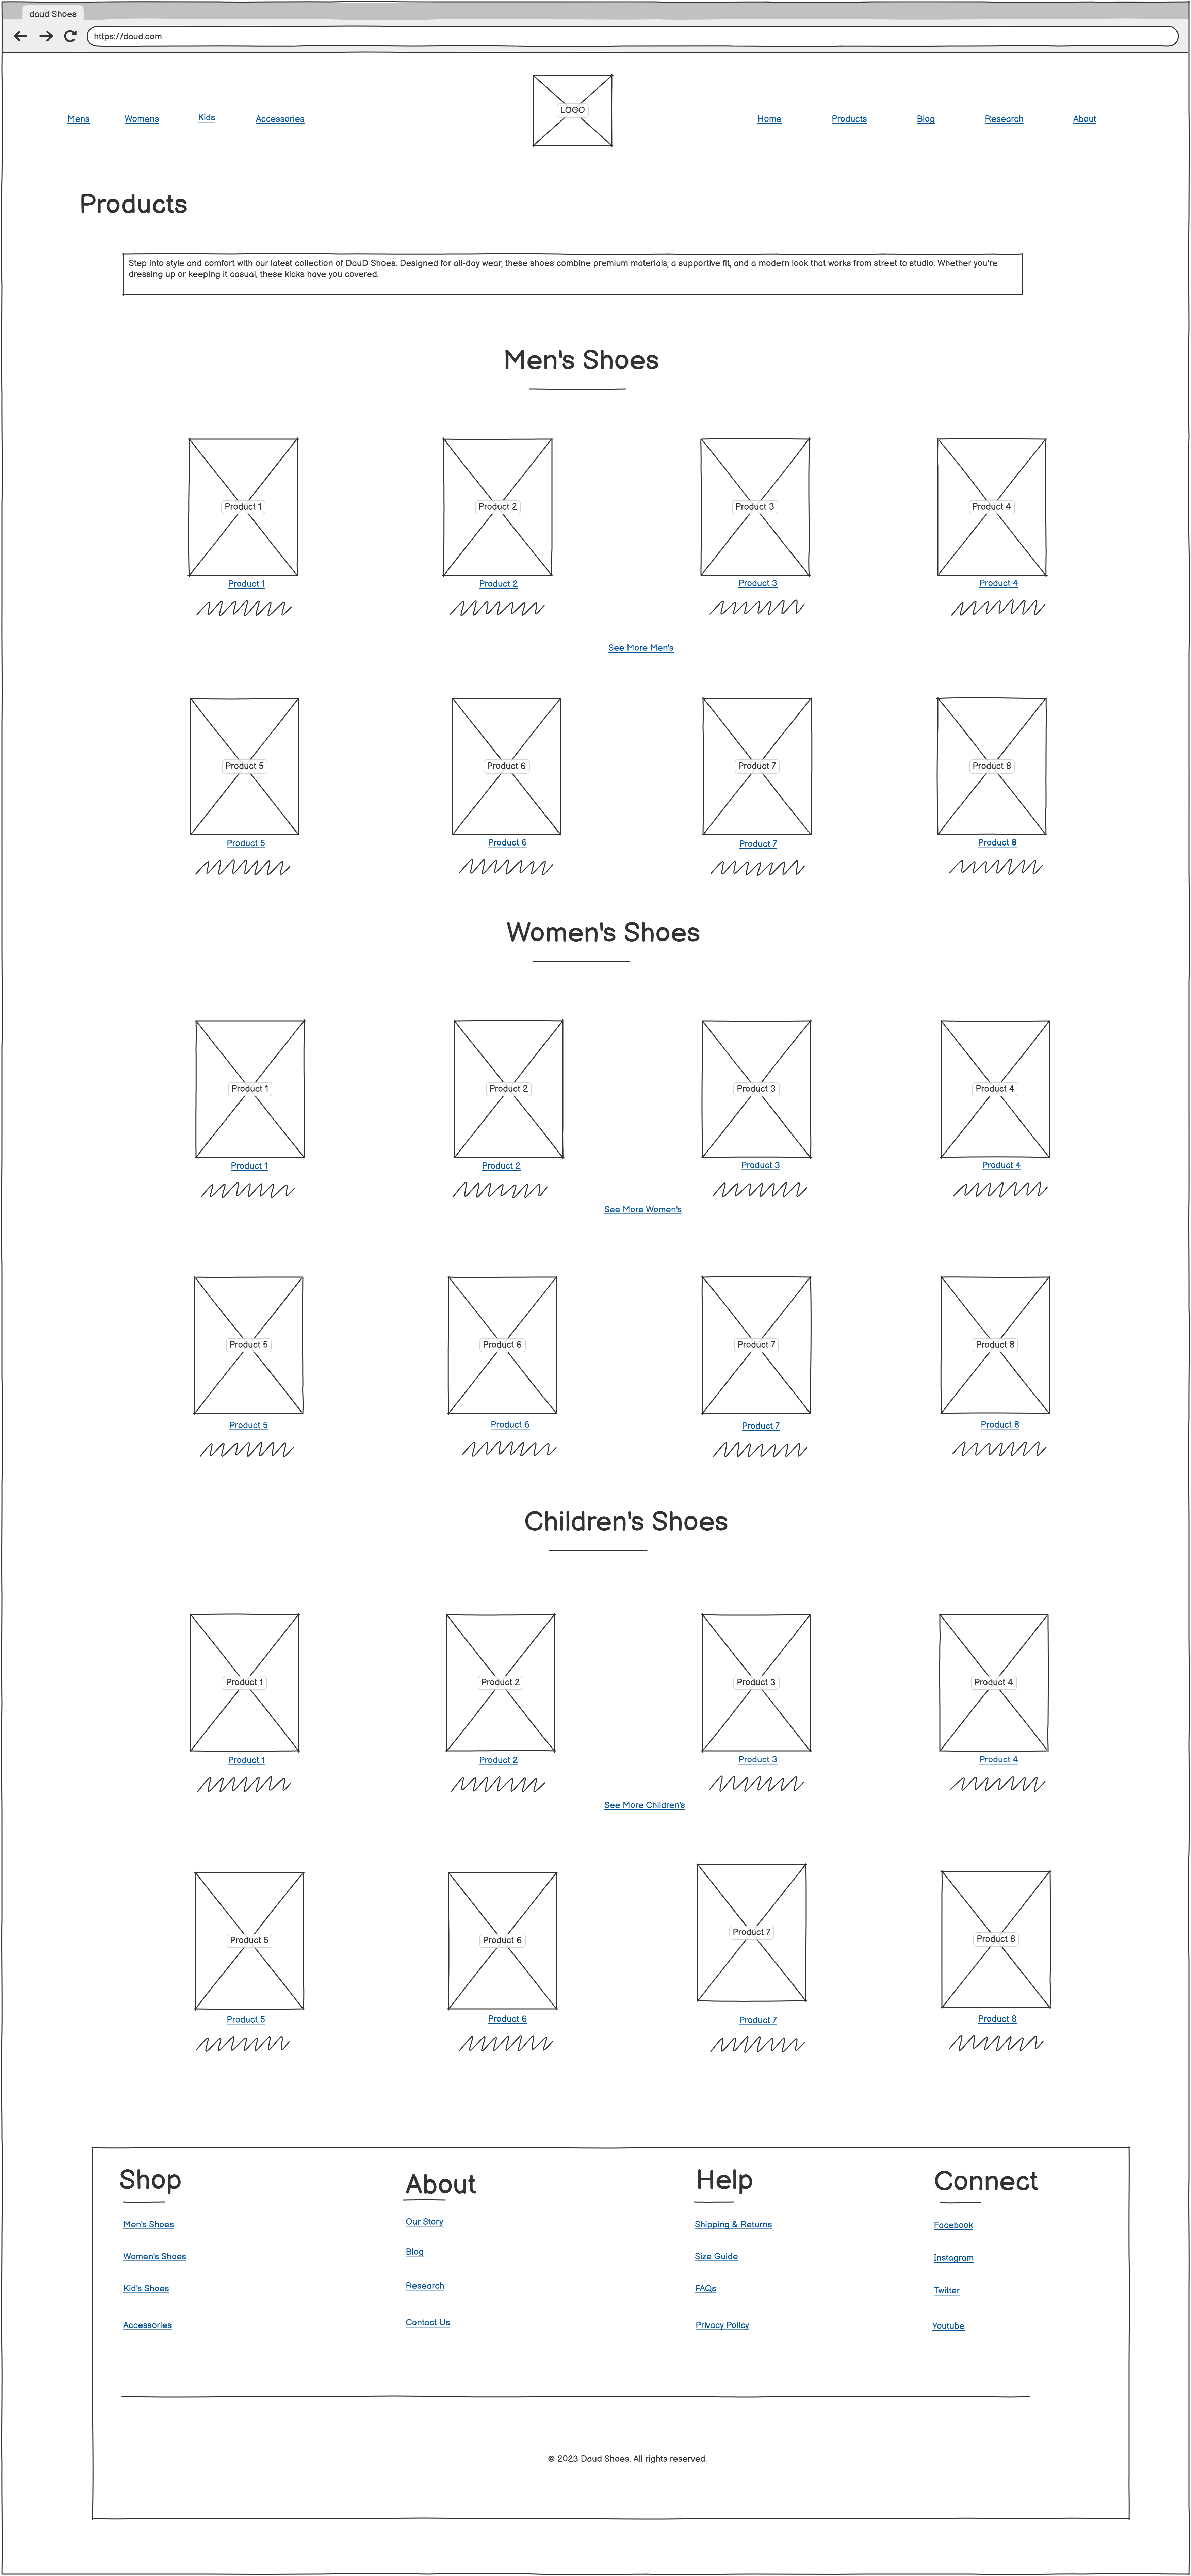 daud Shoes
https://daud.com
LOGO
Mens Womens Kids Accessories Home Products Blog Research About
Products
Step into style and comfort with our latest collection of DauD Shoes. Designed for all-day wear, these shoes combine premium materials, a supportive fit, and a modern look that works from street to studio. Whether you're
dressing up or keeping it casual, these kicks have you covered.
Men's Shoes
Product 1 Product 2 Product 3 Product 4
Product 1 Product 2 Product 3 Product 4
See More Men's
Product 5 Product 6 Product 7 Product 8
Product 5 Product 6 Product 7 Product 8
Women's Shoes
Product 1 Product 2 Product 3 Product 4
Product 1 Product 2 Product 3 Product 4
See More Women's
Product 5 Product 6 Product 7 Product 8
Product 5 Product 6 Product 7 Product 8
Children's Shoes
Product 1 Product 2 Product 3 Product 4
Product 1 Product 2 Product 3 Product 4
See More Children's
Product 5 Product 6 Product 7 Product 8
Product 5 Product 6 Product 7 Product 8
Shop
Men's Shoes
Women's Shoes
Kid's Shoes
Accessories
About
Our Story
Blog
Research
Contact Us
Help
Shipping & Returns
Size Guide
FAQs
Privacy Policy
Connect
Facebook
Instagram
Twitter
Youtube
© 2023 Daud Shoes. All rights reserved.